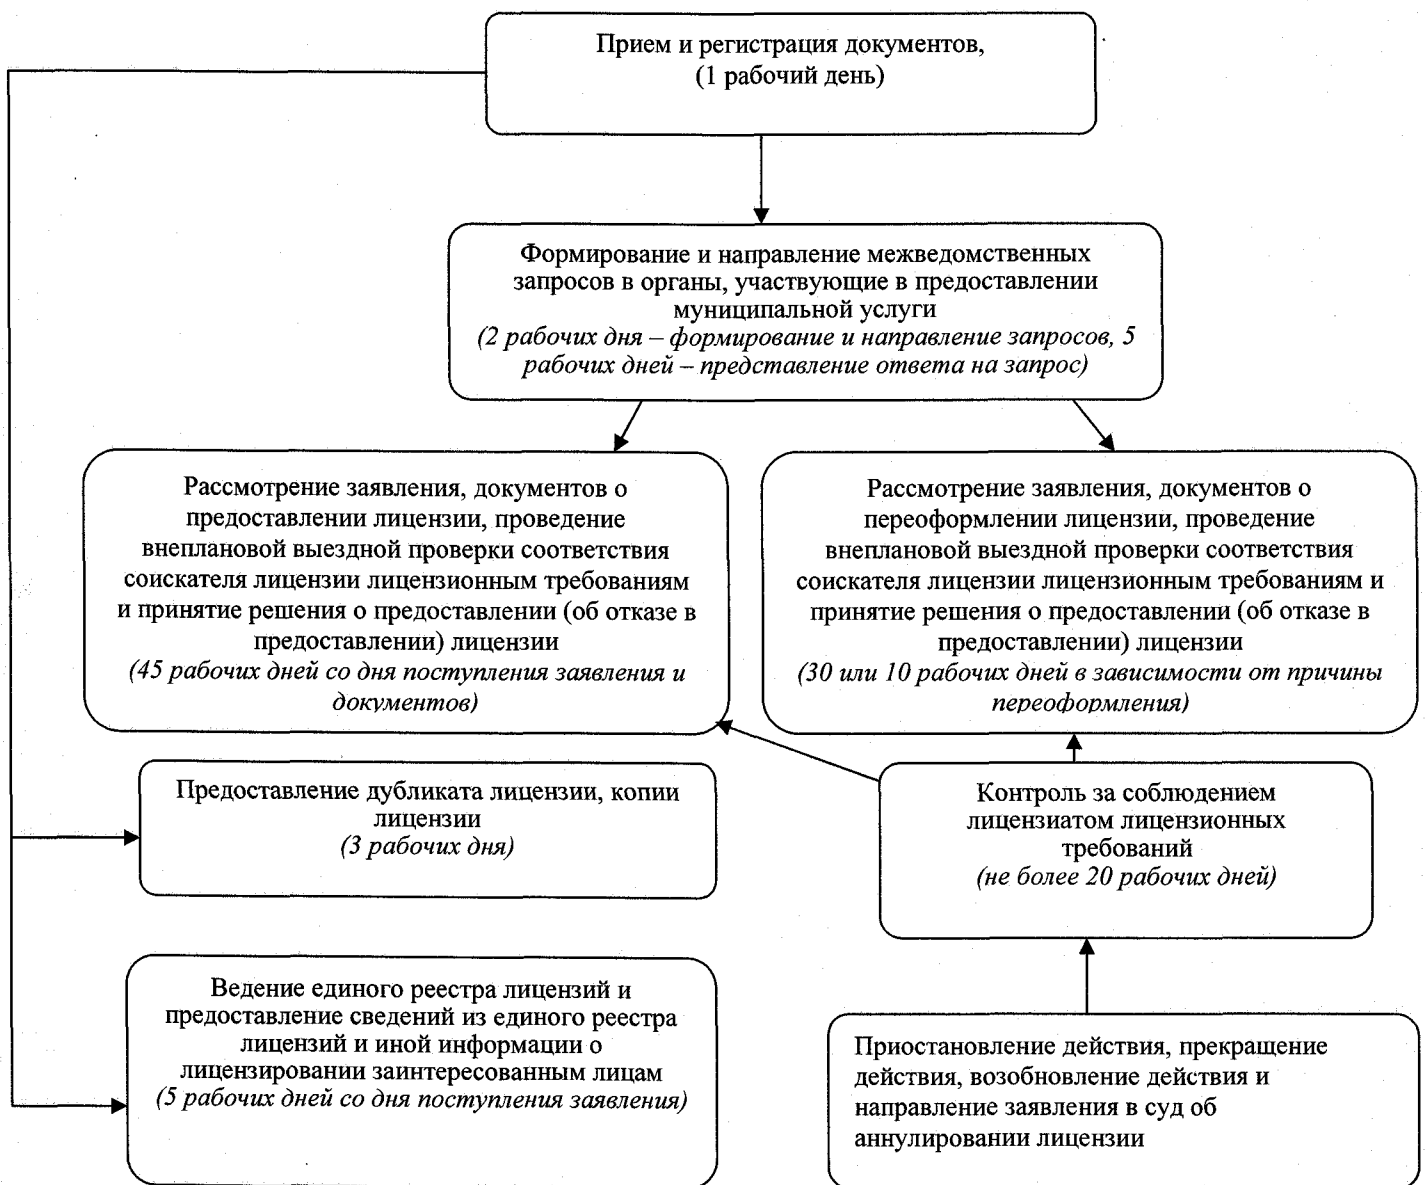 Прием и регистрация документов,
(1 рабочий день)
Формирование и направление межведомственных
запросов в органы, участвующие в предоставлении
муниципальной услуги
(2 рабочих дня – формирование и направление запросов, 5
рабочих дней – представление ответа на запрос)
Рассмотрение заявления, документов о
предоставлении лицензии, проведение
внеплановой выездной проверки соответствия
соискателя лицензии лицензионным требованиям
и принятие решения о предоставлении (об отказе в
предоставлении) лицензии
(45 рабочих дней со дня поступления заявления и
документов)
Рассмотрение заявления, документов о
переоформлении лицензии, проведение
внеплановой выездной проверки соответствия
соискателя лицензии лицензионным требованиям и
принятие решения о предоставлении (об отказе в
предоставлении) лицензии
(30 или 10 рабочих дней в зависимости от причины
переоформления)
Предоставление дубликата лицензии, копии
лицензии
(3 рабочих дня)
Контроль за соблюдением
лицензиатом лицензионных
требований
(не более 20 рабочих дней)
Ведение единого реестра лицензий и
предоставление сведений из единого реестра
лицензий и иной информации о
лицензировании заинтересованным лицам
(5 рабочих дней со дня поступления заявления)
Приостановление действия, прекращение
действия, возобновление действия и
направление заявления в суд об
аннулировании лицензии